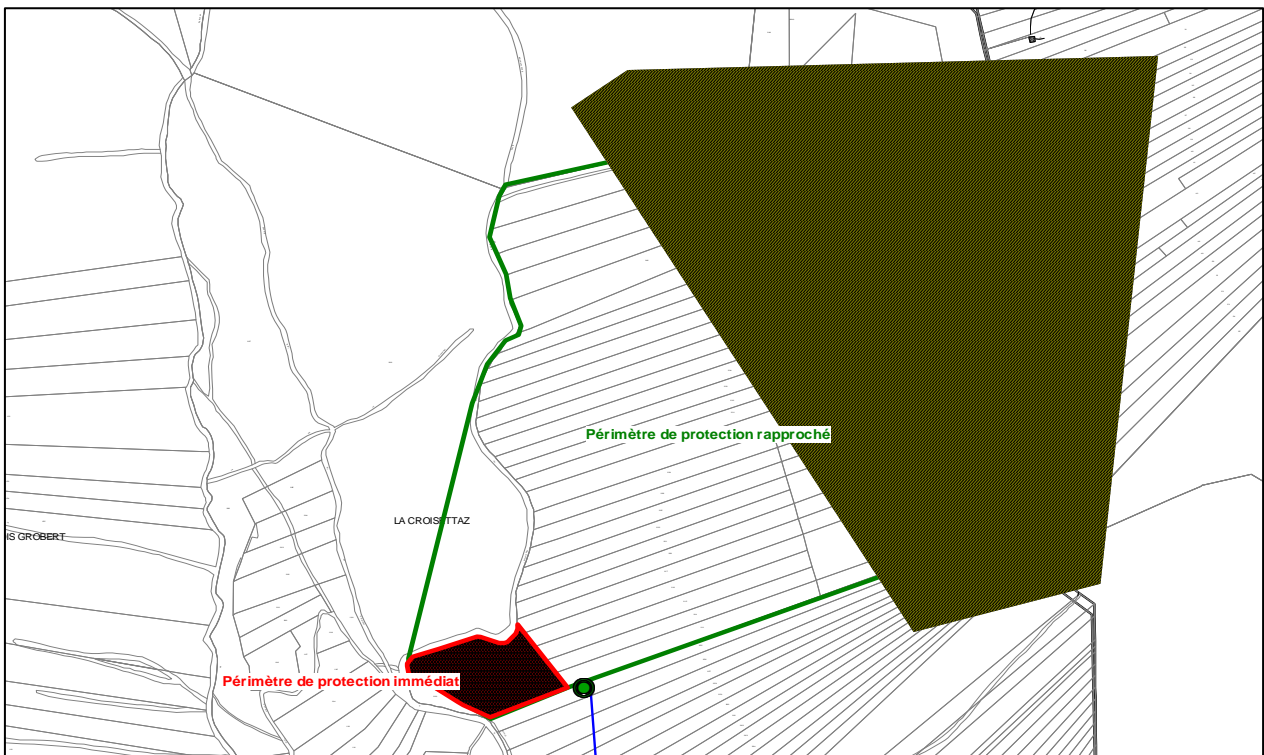 Périmètre de protection rapproché
LA CROISETTAZ
IS GROBERT
Périmètre de protection immédiat